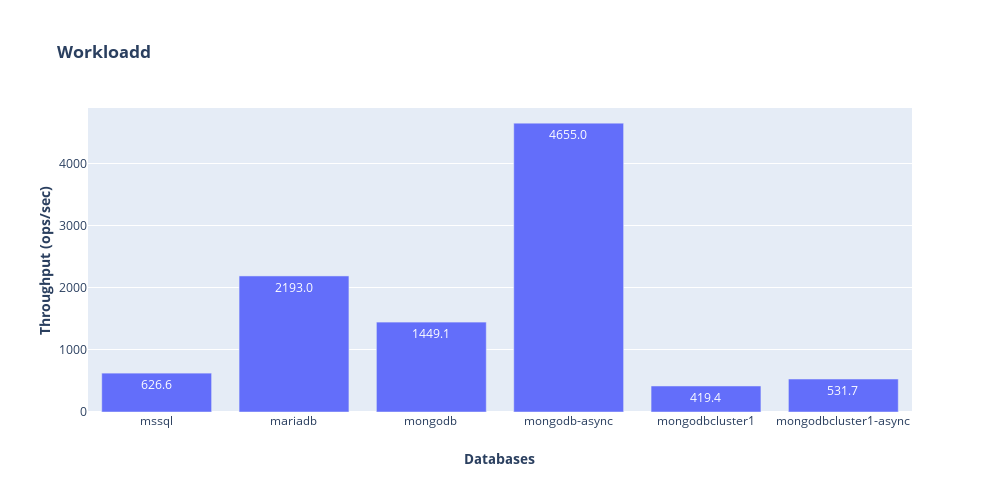 Workloadd
Throughput (ops/sec)
4000
3000
2000
1000
0
626.6
2193.0
1449.1
4655.0
419.4
531.7
mssql
mariadb
mongodb
mongodb-async
mongodbcluster1
mongodbcluster1-async
Databases